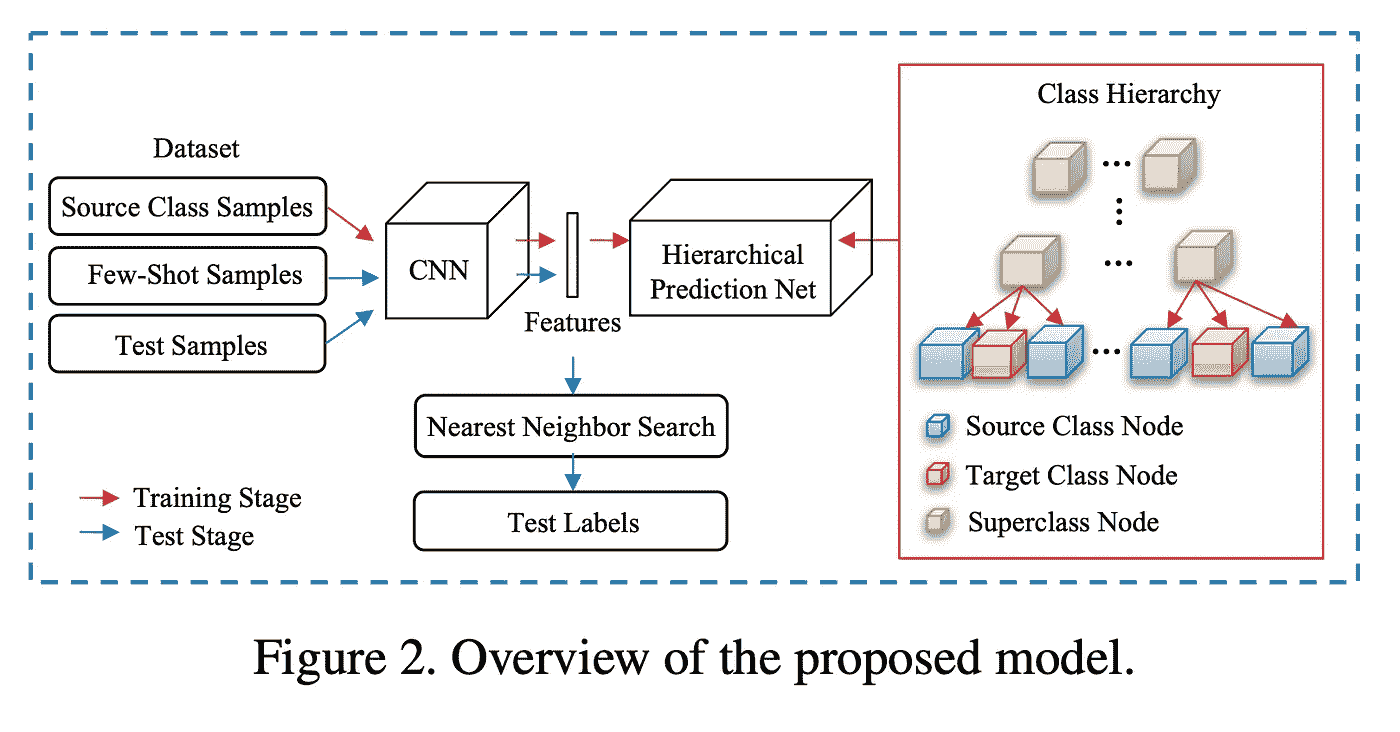 Dataset
Source Class Samples
Few-Shot Samples
Test Samples
CNN
Features
Hierarchical
Prediction Net
Nearest Neighbor Search
Test Labels
Training Stage
Test Stage
Class Hierarchy
Source Class Node
Target Class Node
Superclass Node
Figure 2. Overview of the proposed model.